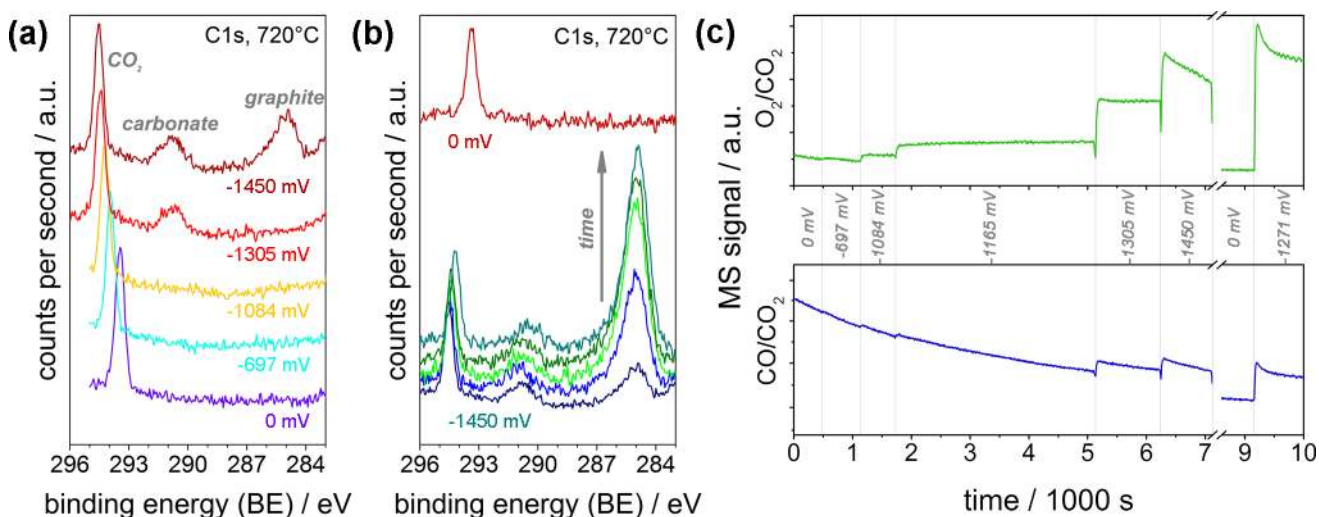 (a)
C1s, 720°C
CO2
graphite
carbonate
-1450 mV
-1305 mV
-1084 mV
-697 mV
0 mV
counts per second / a.u.
296 293 290 287 284
binding energy (BE) / eV
(b)
C1s, 720°C
0 mV
time
-1450 mV
counts per second / a.u.
296 293 290 287 284
binding energy (BE) / eV
(c)
MS signal / a.u.
O2/CO2
0 mV
-697 mV
-1084 mV
-1165 mV
-1305 mV
-1450 mV
0 mV
-1271 mV
CO/CO2
0 1 2 3 4 5 6 7 9 10
time / 1000 s